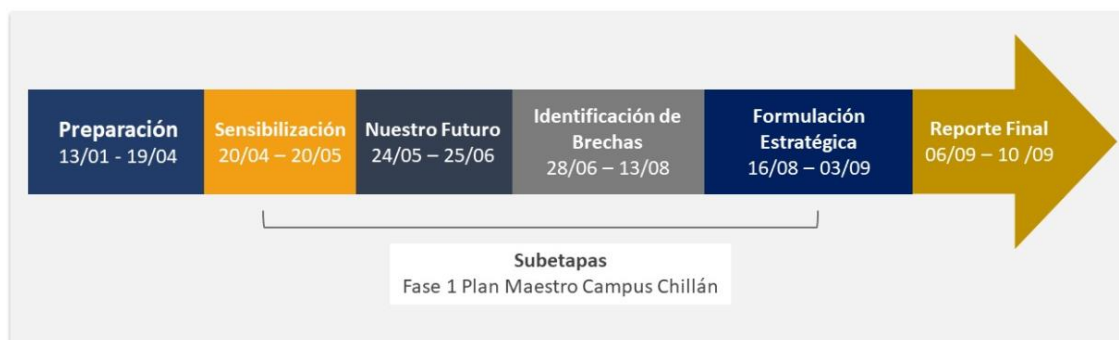 Preparación
13/01 - 19/04
Sensibilización
20/04 – 20/05
Nuestro Futuro
24/05 – 25/06
Identificación de
Brechas
28/06 – 13/08
Formulación
Estratégica
16/08 – 03/09
Reporte Final
06/09 – 10 /09
Subetapas
Fase 1 Plan Maestro Campus Chillán